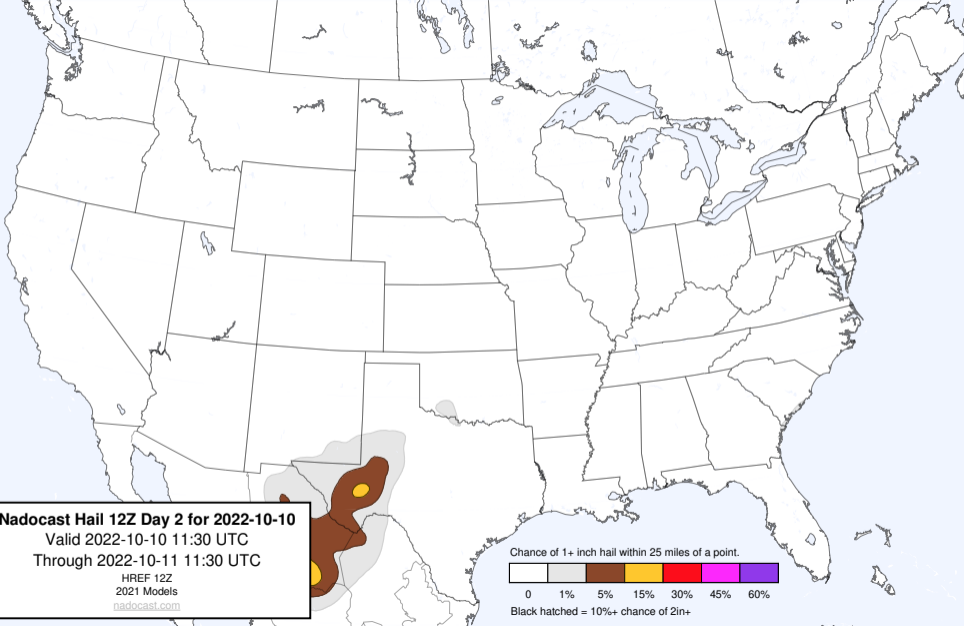 Nadocast Hail 12Z Day 2 for 2022-10-10
Valid 2022-10-10 11:30 UTC
Through 2022-10-11 11:30 UTC
HREF 12Z
2021 Models
nadocast.com
Chance of 1+ inch hail within 25 miles of a point.
0 1% 5% 15% 30% 45% 60%
Black hatched = 10%+ chance of 2in+